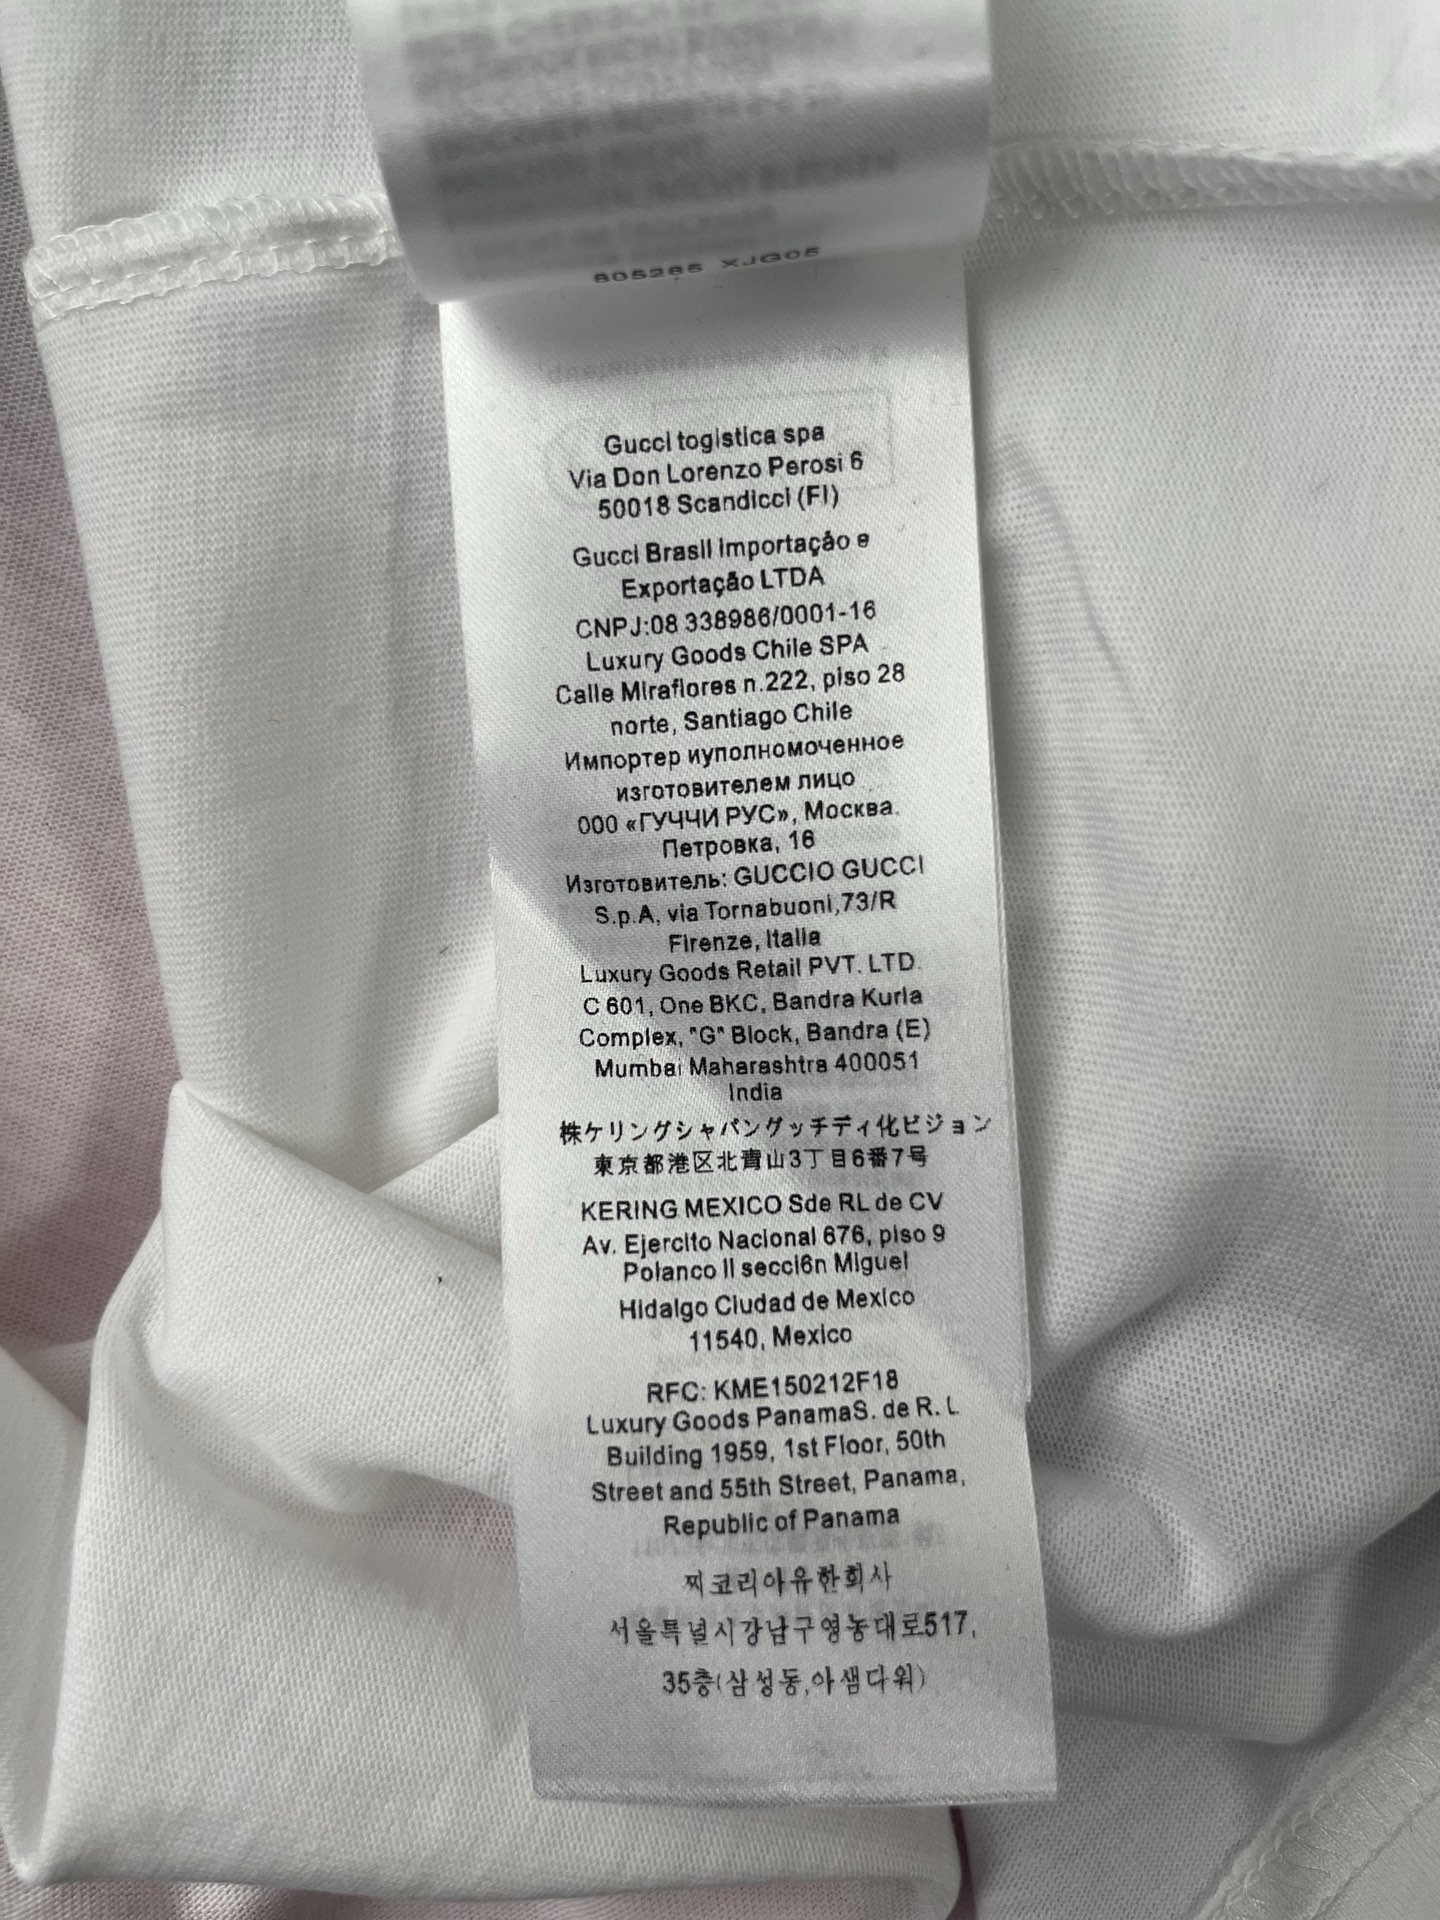 805285 XJG05
Gucci togistica spa
Via Don Lorenzo Perosi 6
50018 Scandicci (FI)
Gucci Brasil Importação e
Exportação LTDA
CNPJ:08 338986/0001-16
Luxury Goods Chile SPA
Calle Miraflores n.222, piso 28
norte, Santiago Chile
Импортер иуполномоченное
изготовителем лицо
000 «ГУЧЧИ РУС», Москва.
Петровка, 16
Изготовитель: GUCCIO GUCCI
S.p.A, via Tornabuoni,73/R
Firenze, Italia
Luxury Goods Retail PVT. LTD.
C 601, One BKC, Bandra Kurla
Complex, "G" Block, Bandra (E)
Mumbai Maharashtra 400051
India
株ケリングジャパングッチディ化ビジョン
東京都港区北青山3丁目6番7号
KERING MEXICO Sde RL de CV
Av. Ejercito Nacional 676, piso 9
Polanco II secci6n Miguel
Hidalgo Ciudad de Mexico
11540, Mexico
RFC: KME150212F18
Luxury Goods PanamaS. de R. L
Building 1959, 1st Floor, 50th
Street and 55th Street, Panama,
Republic of Panama
찌코리아유한회사
서울특널시강남구영농대로517,
35층(삼성동,아샘다워)